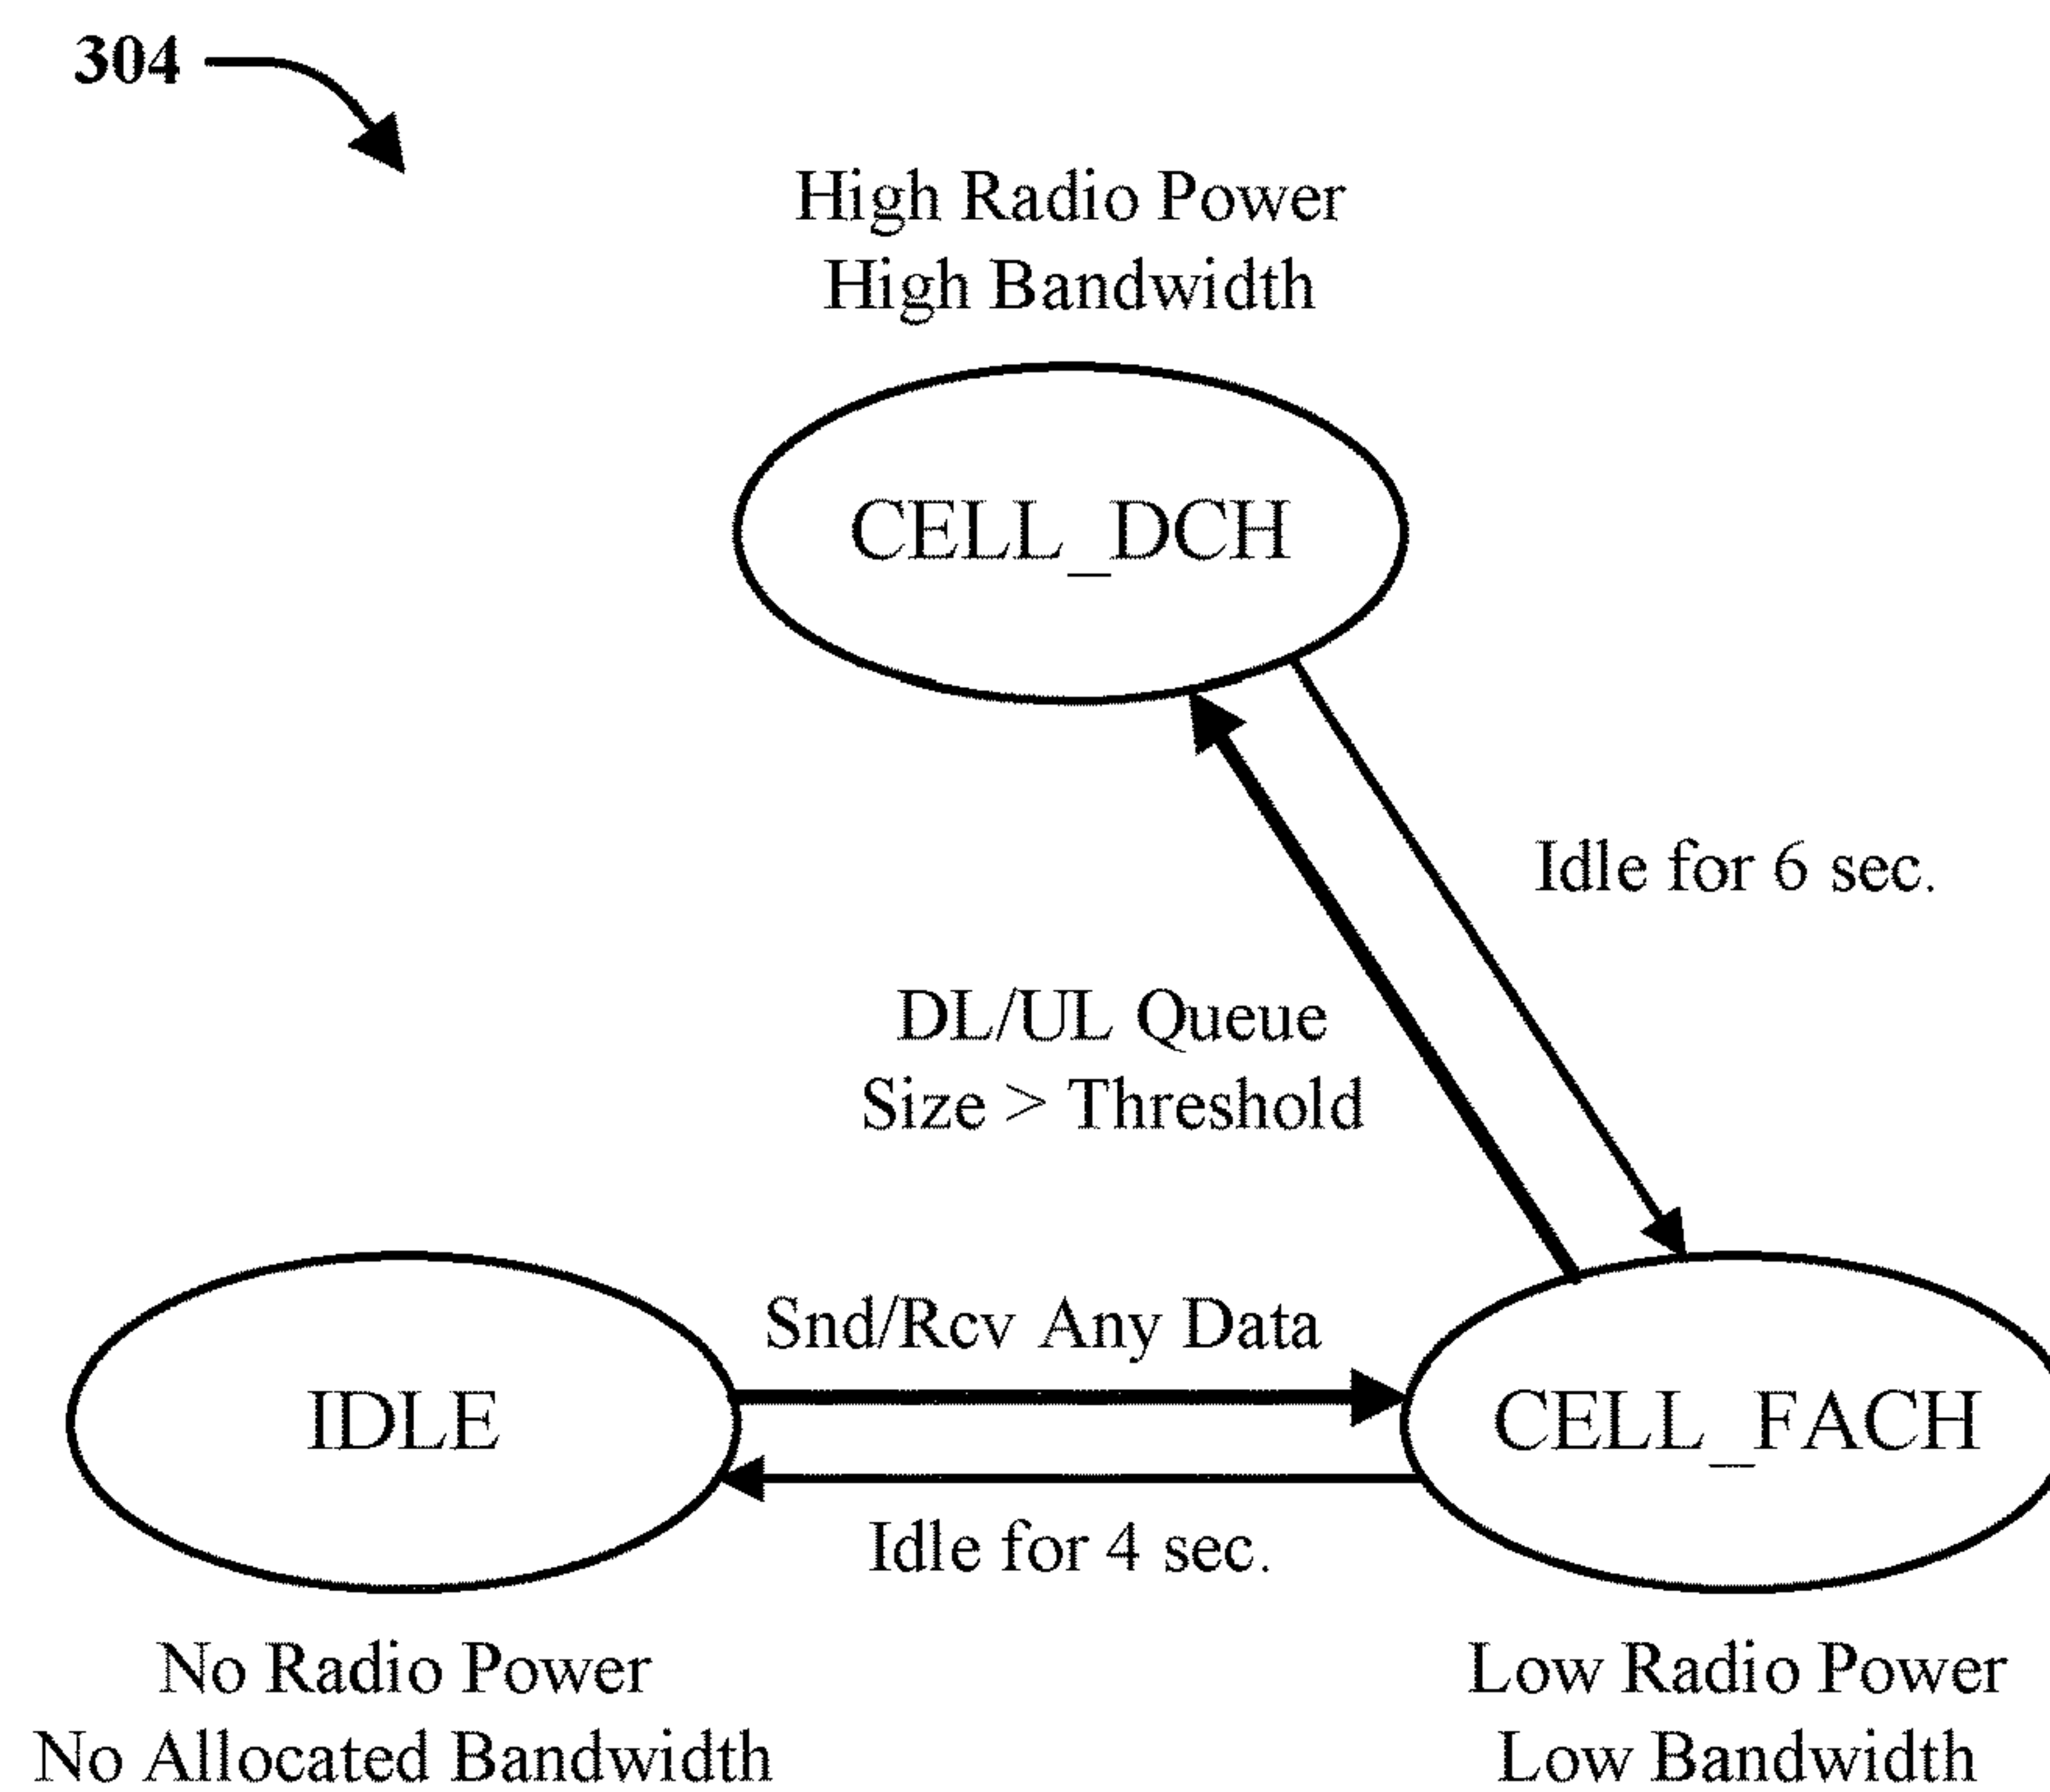 304
High Radio Power
High Bandwidth
CELL_DCH
Idle for 6 sec.
DL/UL Queue
Size > Threshold
Snd/Rcv Any Data
IDLE
CELL_FACH
Idle for 4 sec.
No Radio Power
No Allocated Bandwidth
Low Radio Power
Low Bandwidth